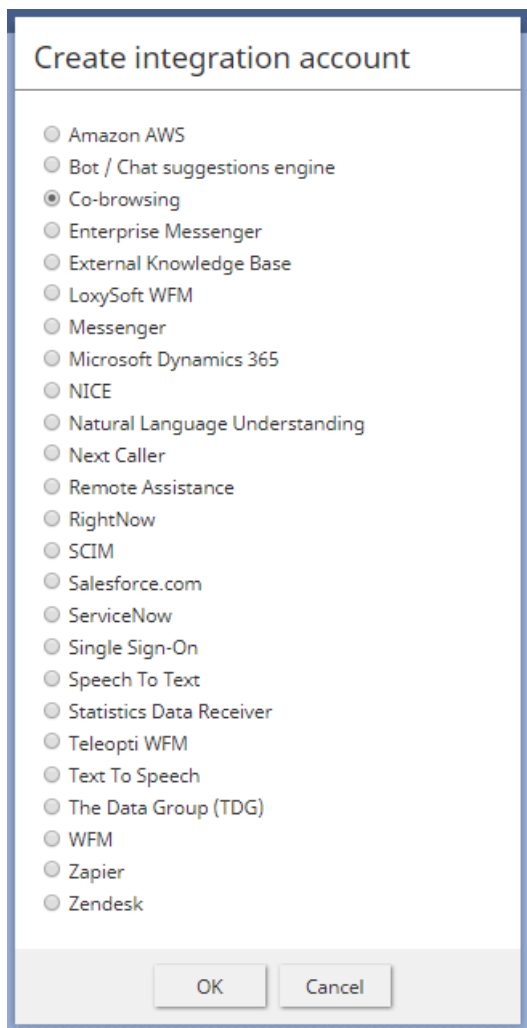 Create integration account
Amazon AWS
Bot / Chat suggestions engine
Co-browsing
Enterprise Messenger
External Knowledge Base
LoxySoft WFM
Messenger
Microsoft Dynamics 365
NICE
Natural Language Understanding
Next Caller
Remote Assistance
RightNow
SCIM
Salesforce.com
ServiceNow
Single Sign-On
Speech To Text
Statistics Data Receiver
Teleopti WFM
Text To Speech
The Data Group (TDG)
WFM
Zapier
Zendesk
OK Cancel